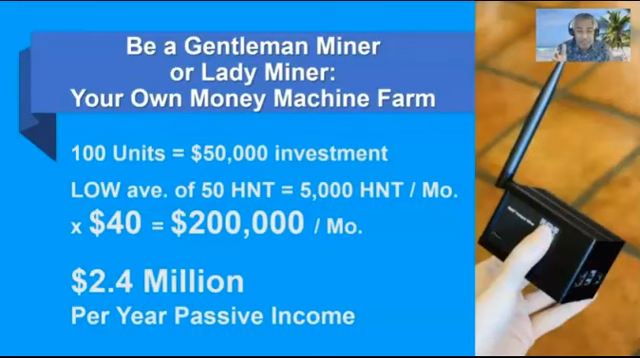 Be a Gentleman Miner
or Lady Miner:
Your Own Money Machine Farm
100 Units = $50,000 investment
LOW ave. of 50 HNT = 5,000 HNT / Mo.
x $40 = $200,000 / Mo.
$2.4 Million
Per Year Passive Income